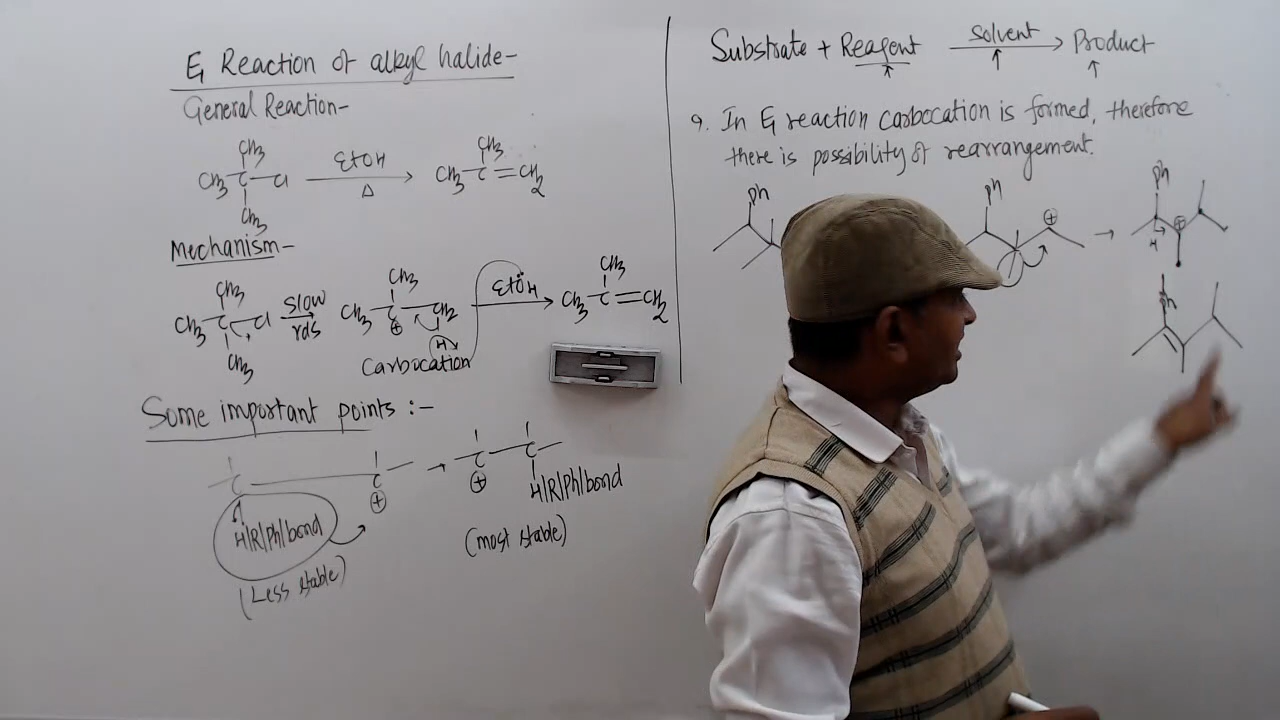 E1 Reaction of alkyl halide-
General Reaction-
CH3
CH3 C Cl EtOH Δ CH3 C CH2
CH3
CH3
Mechanism-
CH3
CH3 C Cl Slow rds CH3 C CH2 EtÖH CH3 C CH2
CH3
CH3
⊕
H
CH3
Carbocation
Some important points :-
C C ⊕ → C ⊕ C
H|R|Ph|bond
H|R|Ph|bond
(Less stable)
(most stable)
Substrate + Reagent solvent Product
9. In E1 reaction carbocation is formed, therefore
there is possibility of rearrangement.
Ph
Ph ⊕
Ph ⊕
H
Ph